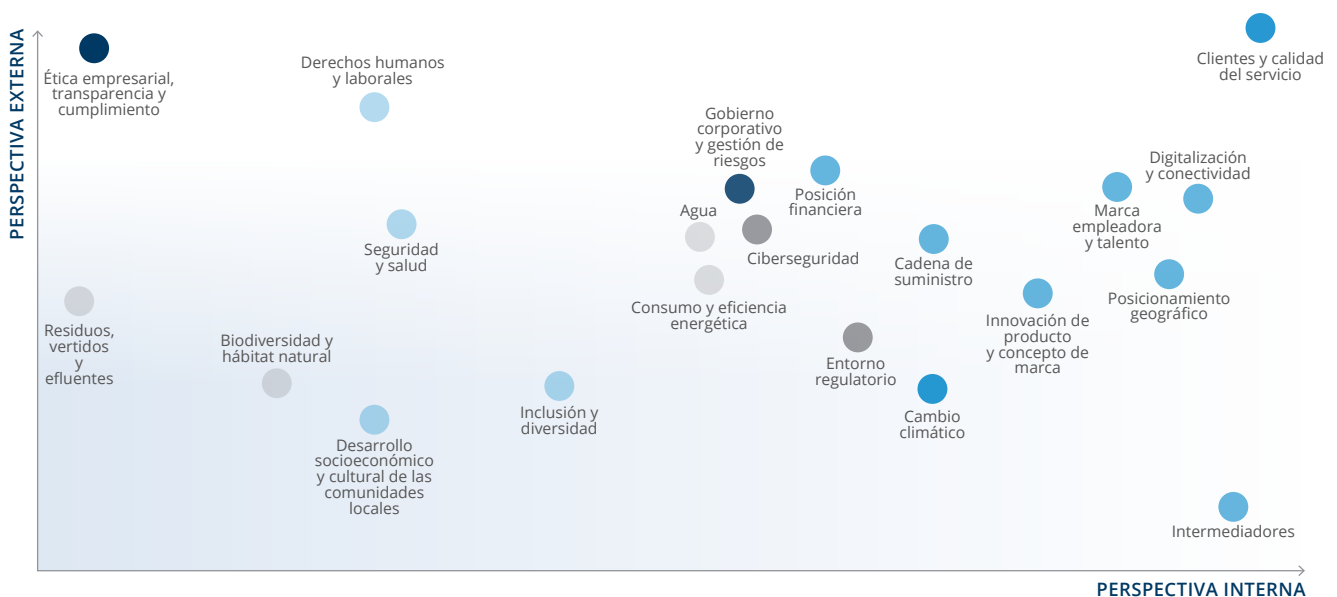 PERSPECTIVA EXTERNA
Ética empresarial,
transparencia y
cumplimiento
Derechos humanos
y laborales
Clientes y calidad
del servicio
Gobierno
corporativo
y gestión de
riesgos
Posición
financiera
Digitalización
y conectividad
Marca
empleadora
y talento
Agua
Ciberseguridad
Seguridad
y salud
Cadena de
suministro
Consumo y eficiencia
energética
Posicionamiento
geográfico
Innovación de
producto
y concepto de
marca
Residuos,
vertidos
y
efluentes
Biodiversidad y
hábitat natural
Entorno
regulatorio
Inclusión y
diversidad
Cambio
climático
Desarrollo
socioeconómico
y cultural de las
comunidades
locales
Intermediadores
PERSPECTIVA INTERNA